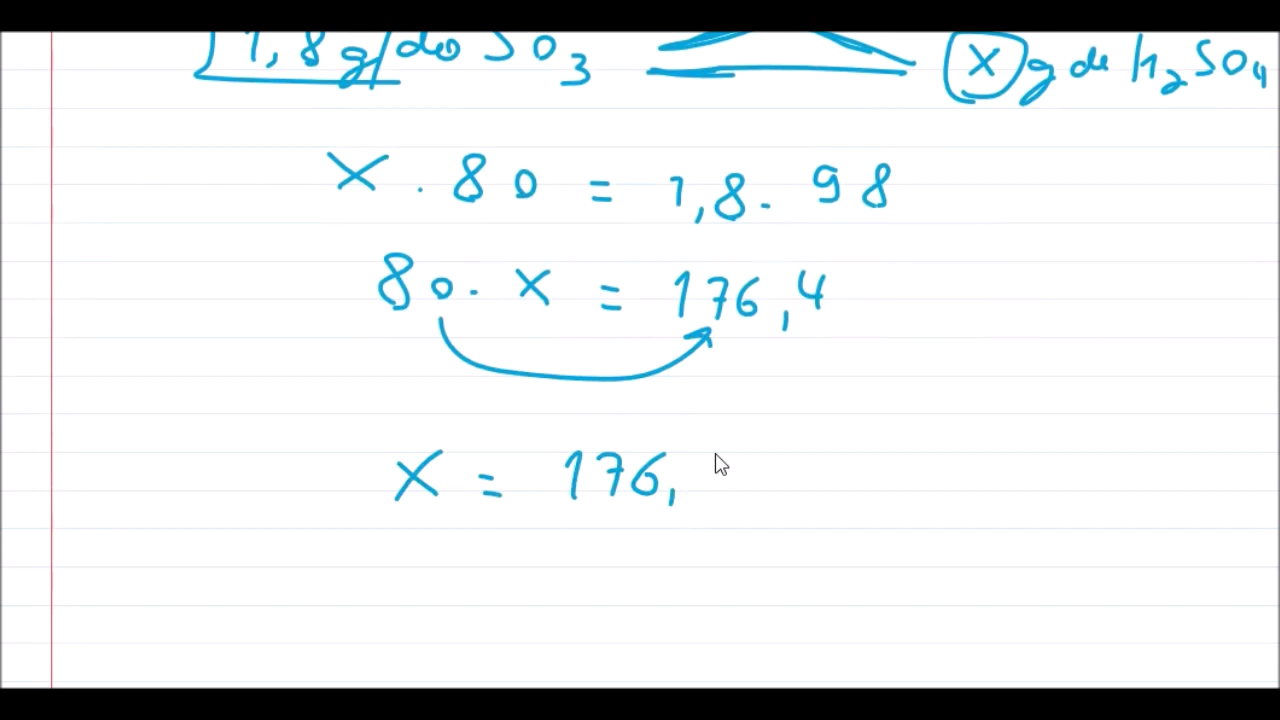 1,8 g de SO3 x g de H2SO4
x . 80 = 1,8 . 98
80 . x = 176,4
x = 176,